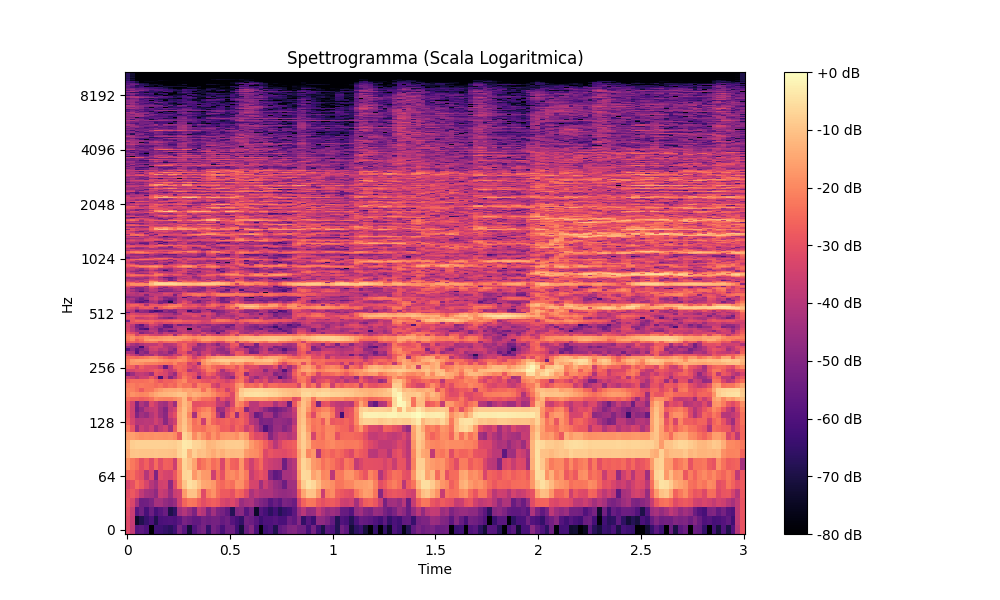 Spettrogramma (Scala Logaritmica)
Hz
8192
4096
2048
1024
512
256
128
64
0
0 0.5 1 1.5 2 2.5 3
Time
+0 dB
-10 dB
-20 dB
-30 dB
-40 dB
-50 dB
-60 dB
-70 dB
-80 dB